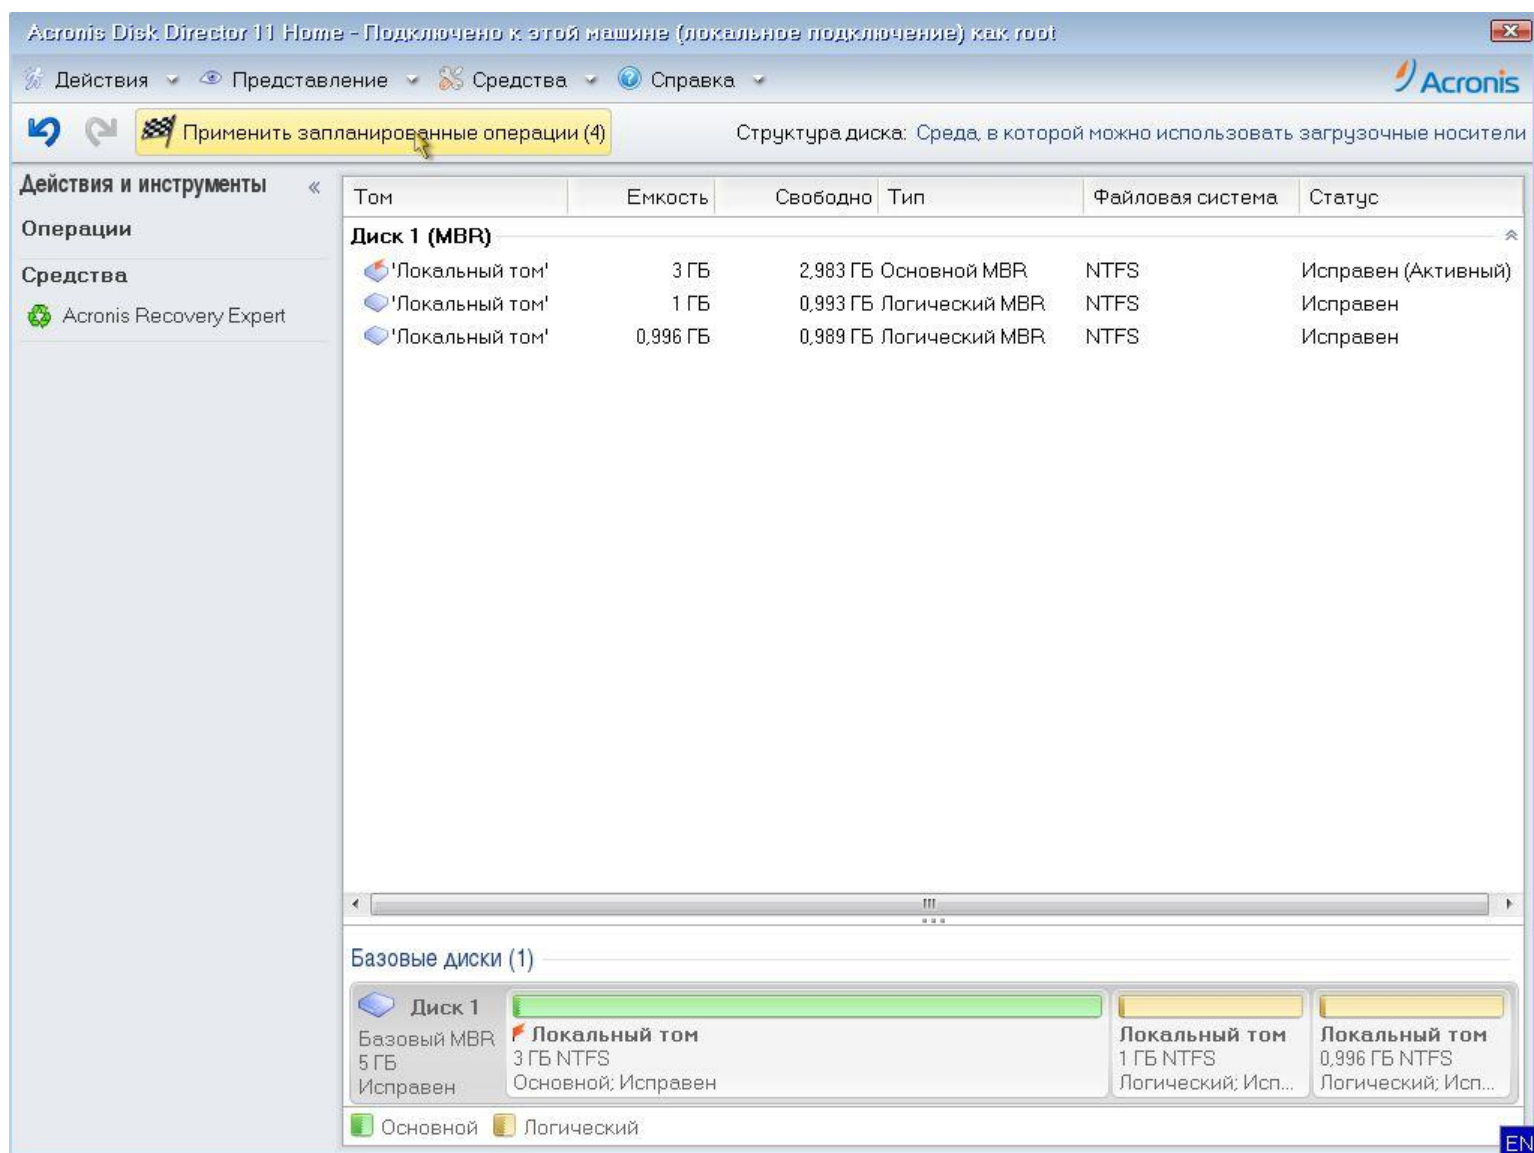 Acronis Disk Director 11 Home - Подключено к этой машине (локальное подключение) как root
Действия Представление Средства Справка Acronis
Применить запланированные операции (4) Структура диска: Среда, в которой можно использовать загрузочные носители
Действия и инструменты «
Операции
Средства
Acronis Recovery Expert
Том Емкость Свободно Тип Файловая система Статус
Диск 1 (MBR)
'Локальный том' 3 ГБ 2,983 ГБ Основной MBR NTFS Исправен (Активный)
'Локальный том' 1 ГБ 0,993 ГБ Логический MBR NTFS Исправен
'Локальный том' 0,996 ГБ 0,989 ГБ Логический MBR NTFS Исправен
Базовые диски (1)
Диск 1
Базовый MBR
5 ГБ
Исправен
Локальный том
3 ГБ NTFS
Основной; Исправен
Локальный том
1 ГБ NTFS
Логический; Исп...
Локальный том
0,996 ГБ NTFS
Логический; Исп...
Основной Логический
EN